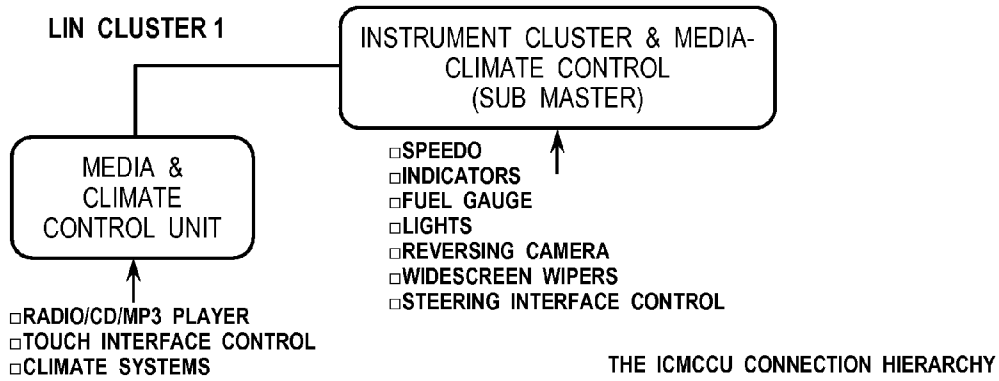 LIN CLUSTER 1
INSTRUMENT CLUSTER & MEDIA-
CLIMATE CONTROL
(SUB MASTER)
MEDIA &
CLIMATE
CONTROL UNIT
□SPEEDO
□INDICATORS
□FUEL GAUGE
□LIGHTS
□REVERSING CAMERA
□WIDESCREEN WIPERS
□STEERING INTERFACE CONTROL
□RADIO/CD/MP3 PLAYER
□TOUCH INTERFACE CONTROL
□CLIMATE SYSTEMS
THE ICMCCU CONNECTION HIERARCHY